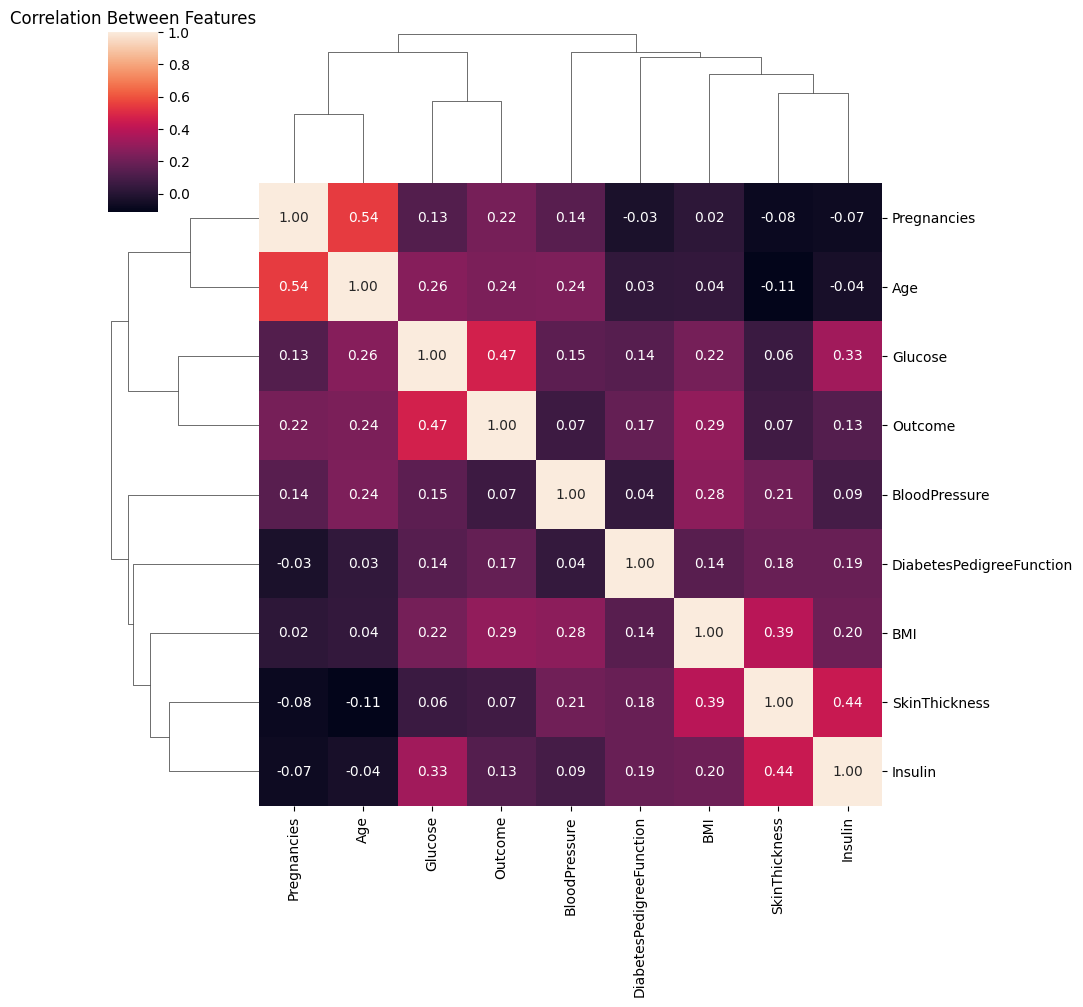 Correlation Between Features
1.0
0.8
0.6
0.4
0.2
0.0
1.00 0.54 0.13 0.22 0.14 -0.03 0.02 -0.08 -0.07 Pregnancies
0.54 1.00 0.26 0.24 0.24 0.03 0.04 -0.11 -0.04 Age
0.13 0.26 1.00 0.47 0.15 0.14 0.22 0.06 0.33 Glucose
0.22 0.24 0.47 1.00 0.07 0.17 0.29 0.07 0.13 Outcome
0.14 0.24 0.15 0.07 1.00 0.04 0.28 0.21 0.09 BloodPressure
-0.03 0.03 0.14 0.17 0.04 1.00 0.14 0.18 0.19 DiabetesPedigreeFunction
0.02 0.04 0.22 0.29 0.28 0.14 1.00 0.39 0.20 BMI
-0.08 -0.11 0.06 0.07 0.21 0.18 0.39 1.00 0.44 SkinThickness
-0.07 -0.04 0.33 0.13 0.09 0.19 0.20 0.44 1.00 Insulin
Pregnancies
Age
Glucose
Outcome
BloodPressure
DiabetesPedigreeFunction
BMI
SkinThickness
Insulin